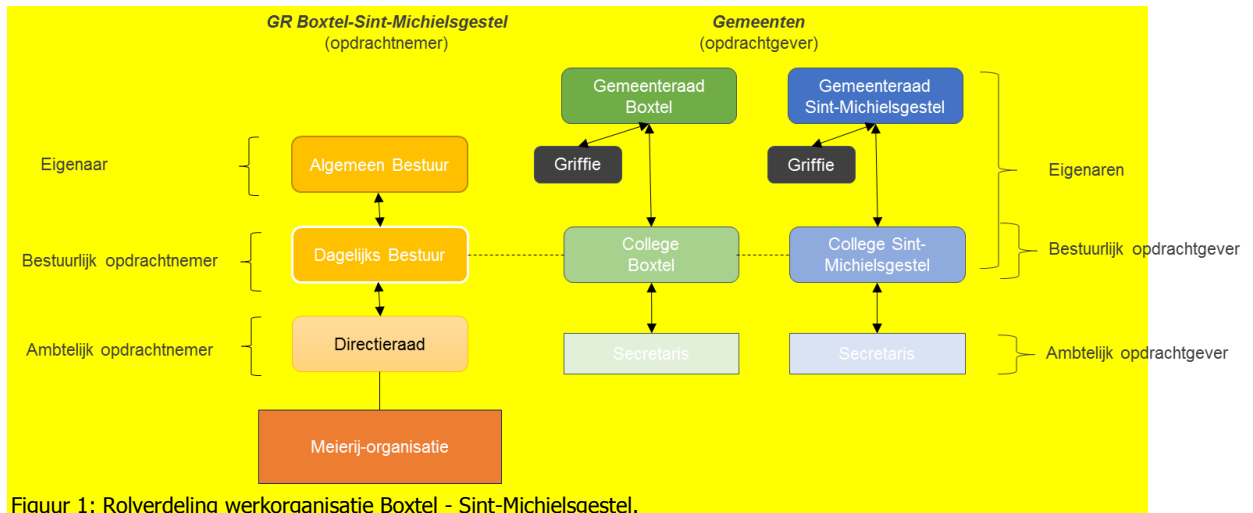 GR Boxtel-Sint-Michielsgestel
(opdrachtnemer)
Gemeenten
(opdrachtgever)
Gemeenteraad
Boxtel
Gemeenteraad
Sint-Michielsgestel
Eigenaar
Algemeen Bestuur
Griffie
Griffie
Eigenaren
Bestuurlijk opdrachtnemer
Dagelijks Bestuur
College
Boxtel
College Sint-
Michielsgestel
Bestuurlijk opdrachtgever
Ambtelijk opdrachtnemer
Directieraad
Secretaris
Secretaris
Ambtelijk opdrachtgever
Meierij-organisatie
Figuur 1: Rolverdeling werkorganisatie Boxtel - Sint-Michielsgestel.